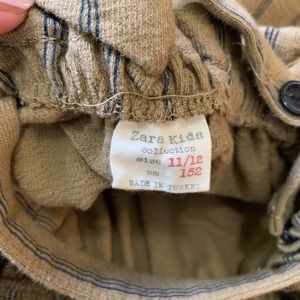 Zara Kids
collection
size 11/12
cm 152
MADE IN TURKEY